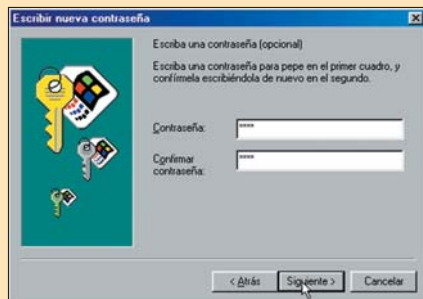 Escribir nueva contraseña
Escriba una contraseña (opcional)
Escriba una contraseña para pepe en el primer cuadro, y
confírmela escribiéndola de nuevo en el segundo.
Contraseña: ****
Confirmar
contraseña: ****
< Atrás Siguiente > Cancelar